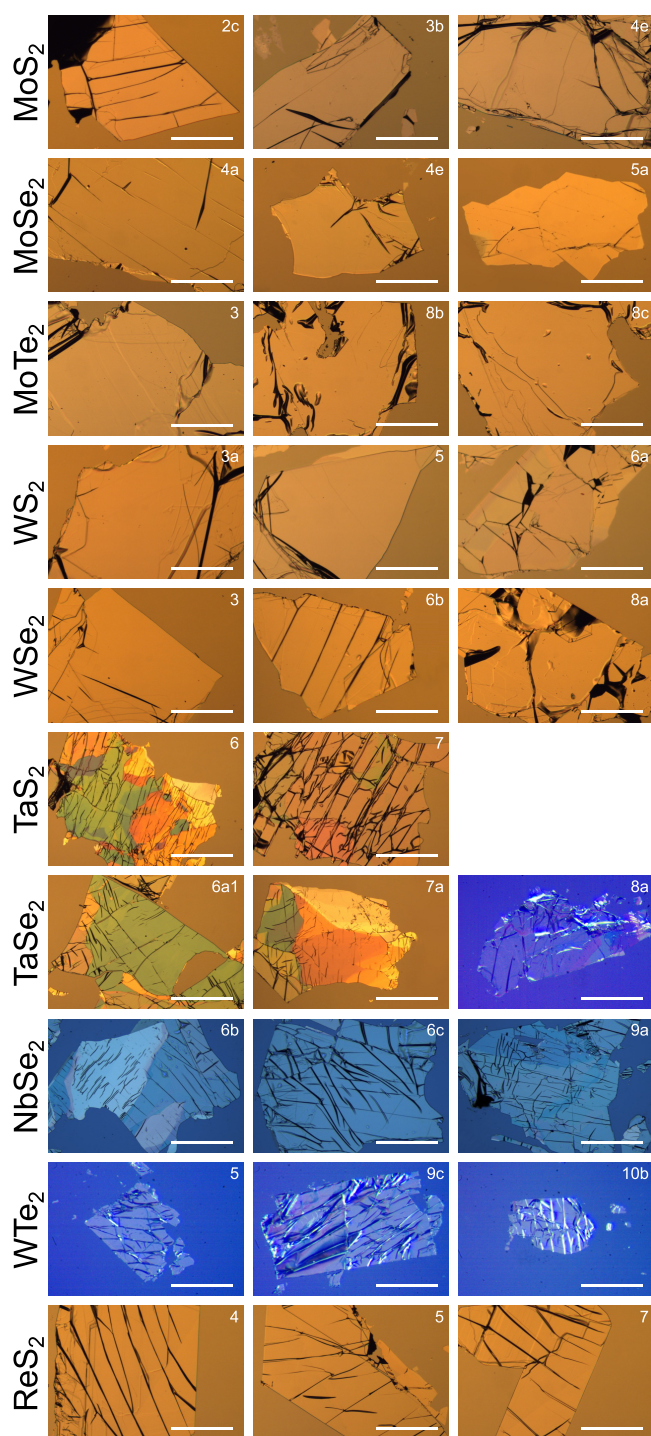 MoS₂ 2c 3b 4e
MoSe₂ 4a 4e 5a
MoTe₂ 3 8b 8c
WS₂ 3a 5 6a
WSe₂ 3 6b 8a
TaS₂ 6 7
TaSe₂ 6a1 7a 8a
NbSe₂ 6b 6c 9a
WTe₂ 5 9c 10b
ReS₂ 4 5 7